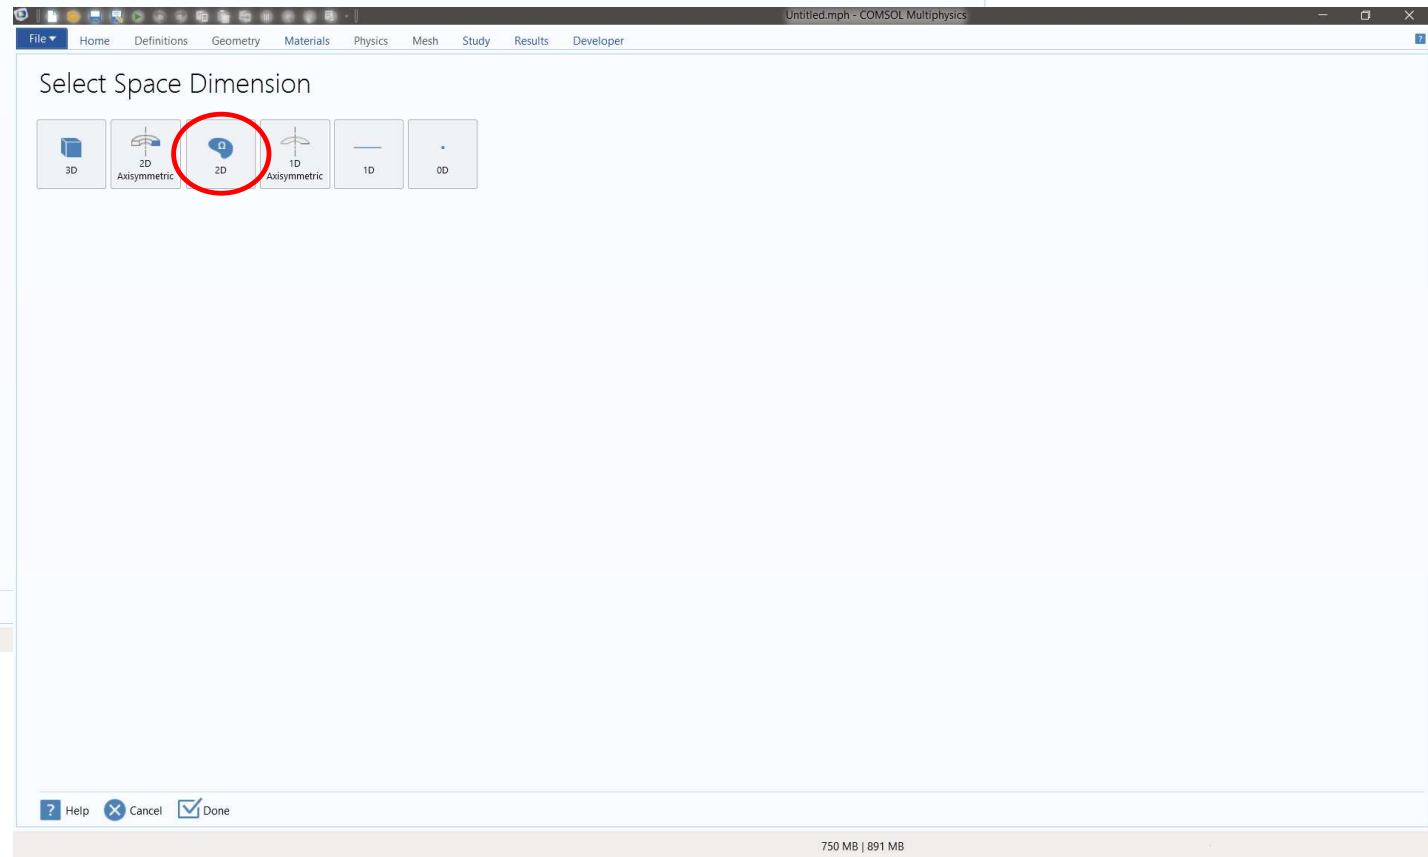 Untitled.mph - COMSOL Multiphysics
File Home Definitions Geometry Materials Physics Mesh Study Results Developer
?
Select Space Dimension
3D
2D
Axisymmetric
Ω
2D
1D
Axisymmetric
1D
0D
? Help Cancel Done
750 MB | 891 MB